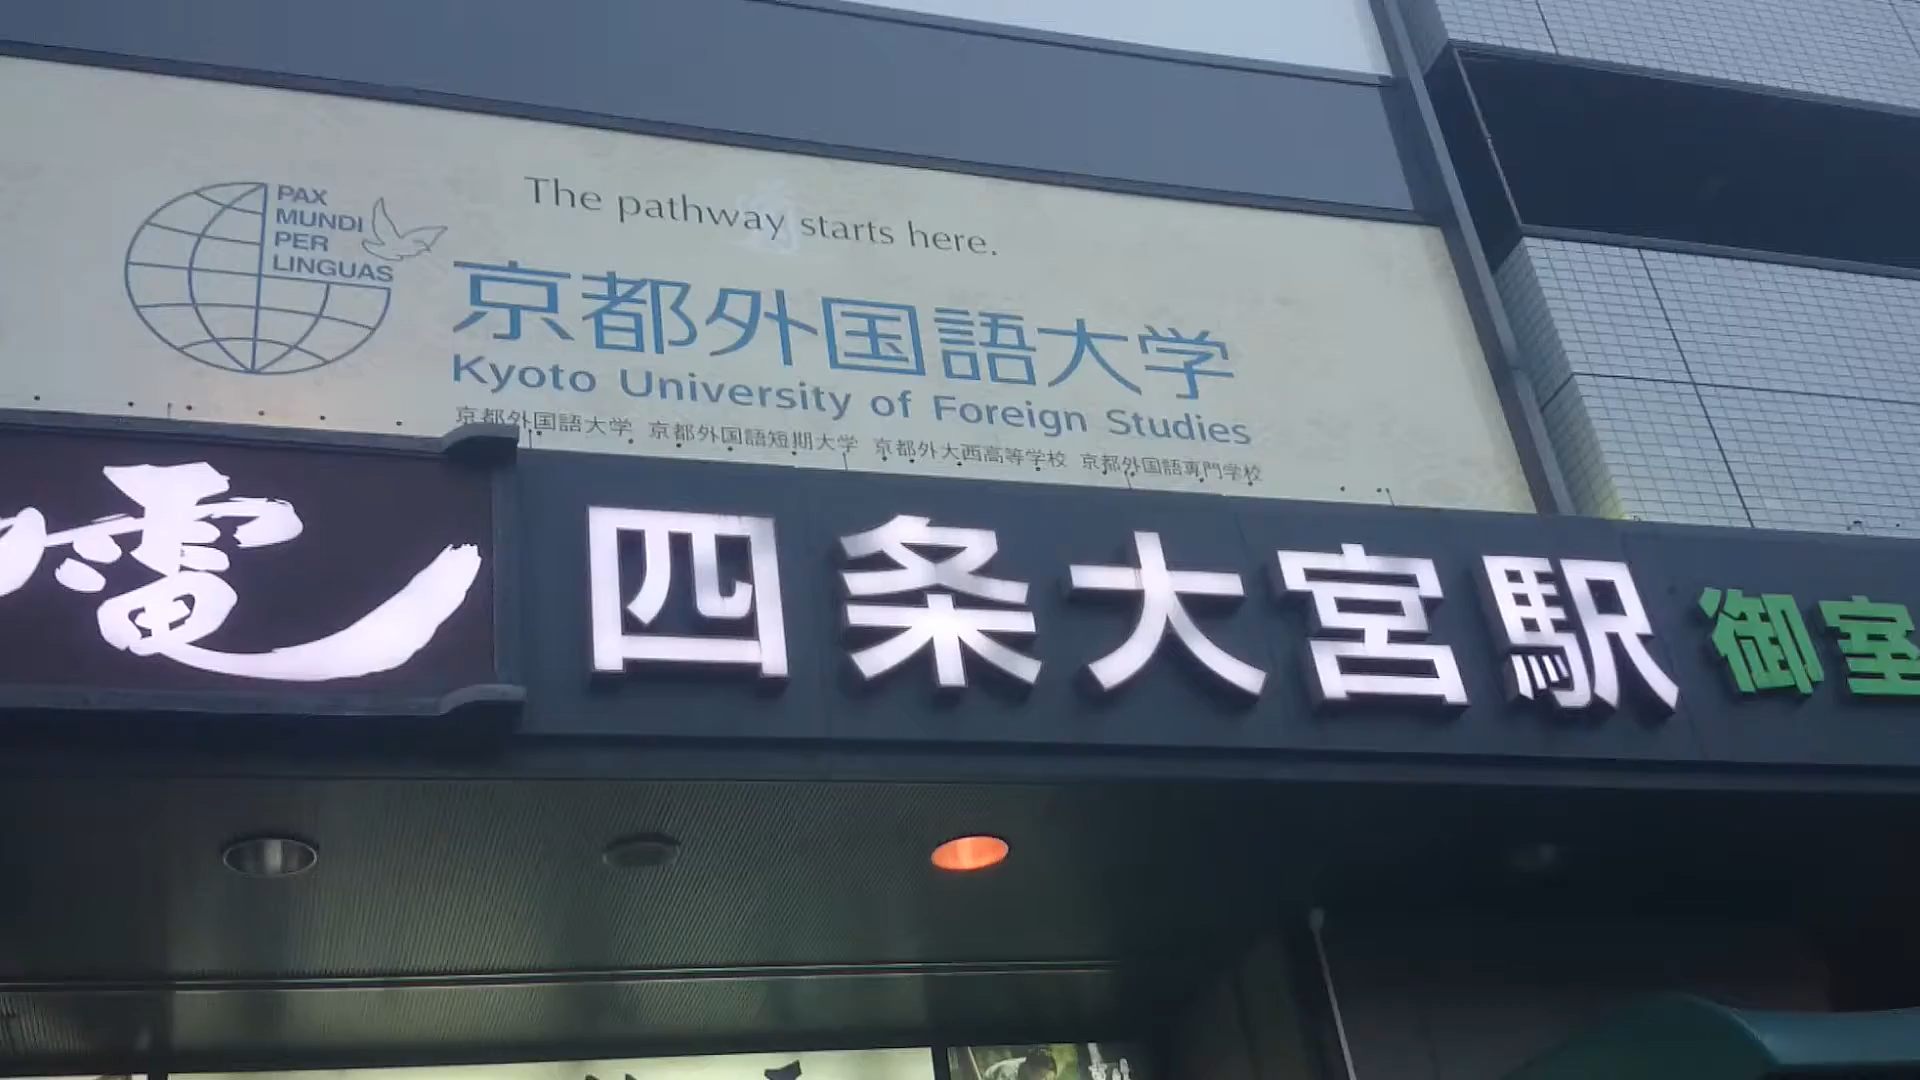 PAX
MUNDI
PER
LINGUAS
The pathway starts here.
京都外国語大学
Kyoto University of Foreign Studies
京都外国語大学 京都外国語短期大学 京都外大西高等学校 京都外国語専門学校
電
四条大宮駅 御室